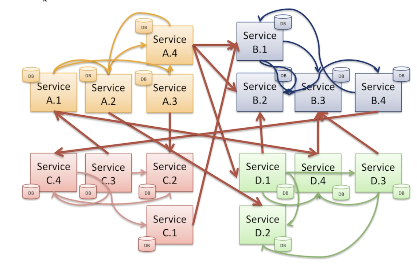 DB
Service
A.4
DB
Service
B.1
DB
Service
A.1
DB
Service
A.2
DB
Service
A.3
DB
Service
B.2
DB
Service
B.3
DB
Service
B.4
DB
Service
C.4
DB
Service
C.3
DB
Service
C.2
DB
Service
D.1
DB
Service
D.4
DB
Service
D.3
DB
Service
C.1
DB
Service
D.2
DB